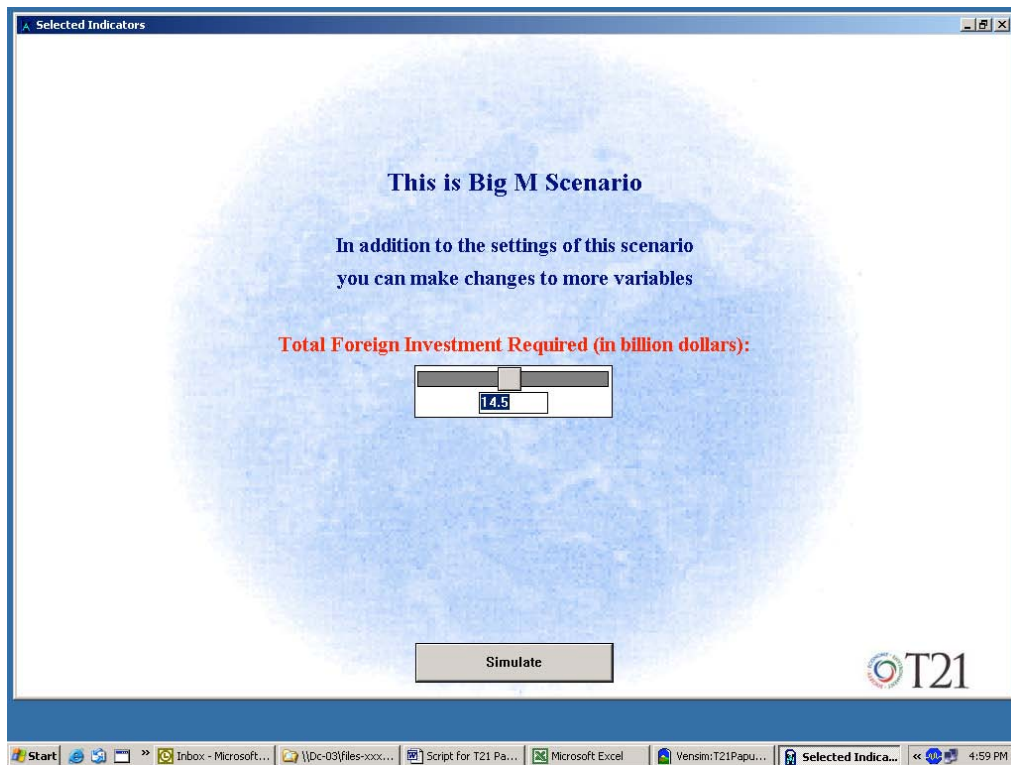 Selected Indicators
This is Big M Scenario
In addition to the settings of this scenario
you can make changes to more variables
Total Foreign Investment Required (in billion dollars):
14.5
Simulate
T21
Start
»
Inbox - Microsoft...
\\Dc-03\files-xxx...
Script for T21 Pa...
Microsoft Excel
Vensim:T21Papu...
Selected Indica...
«
4:59 PM